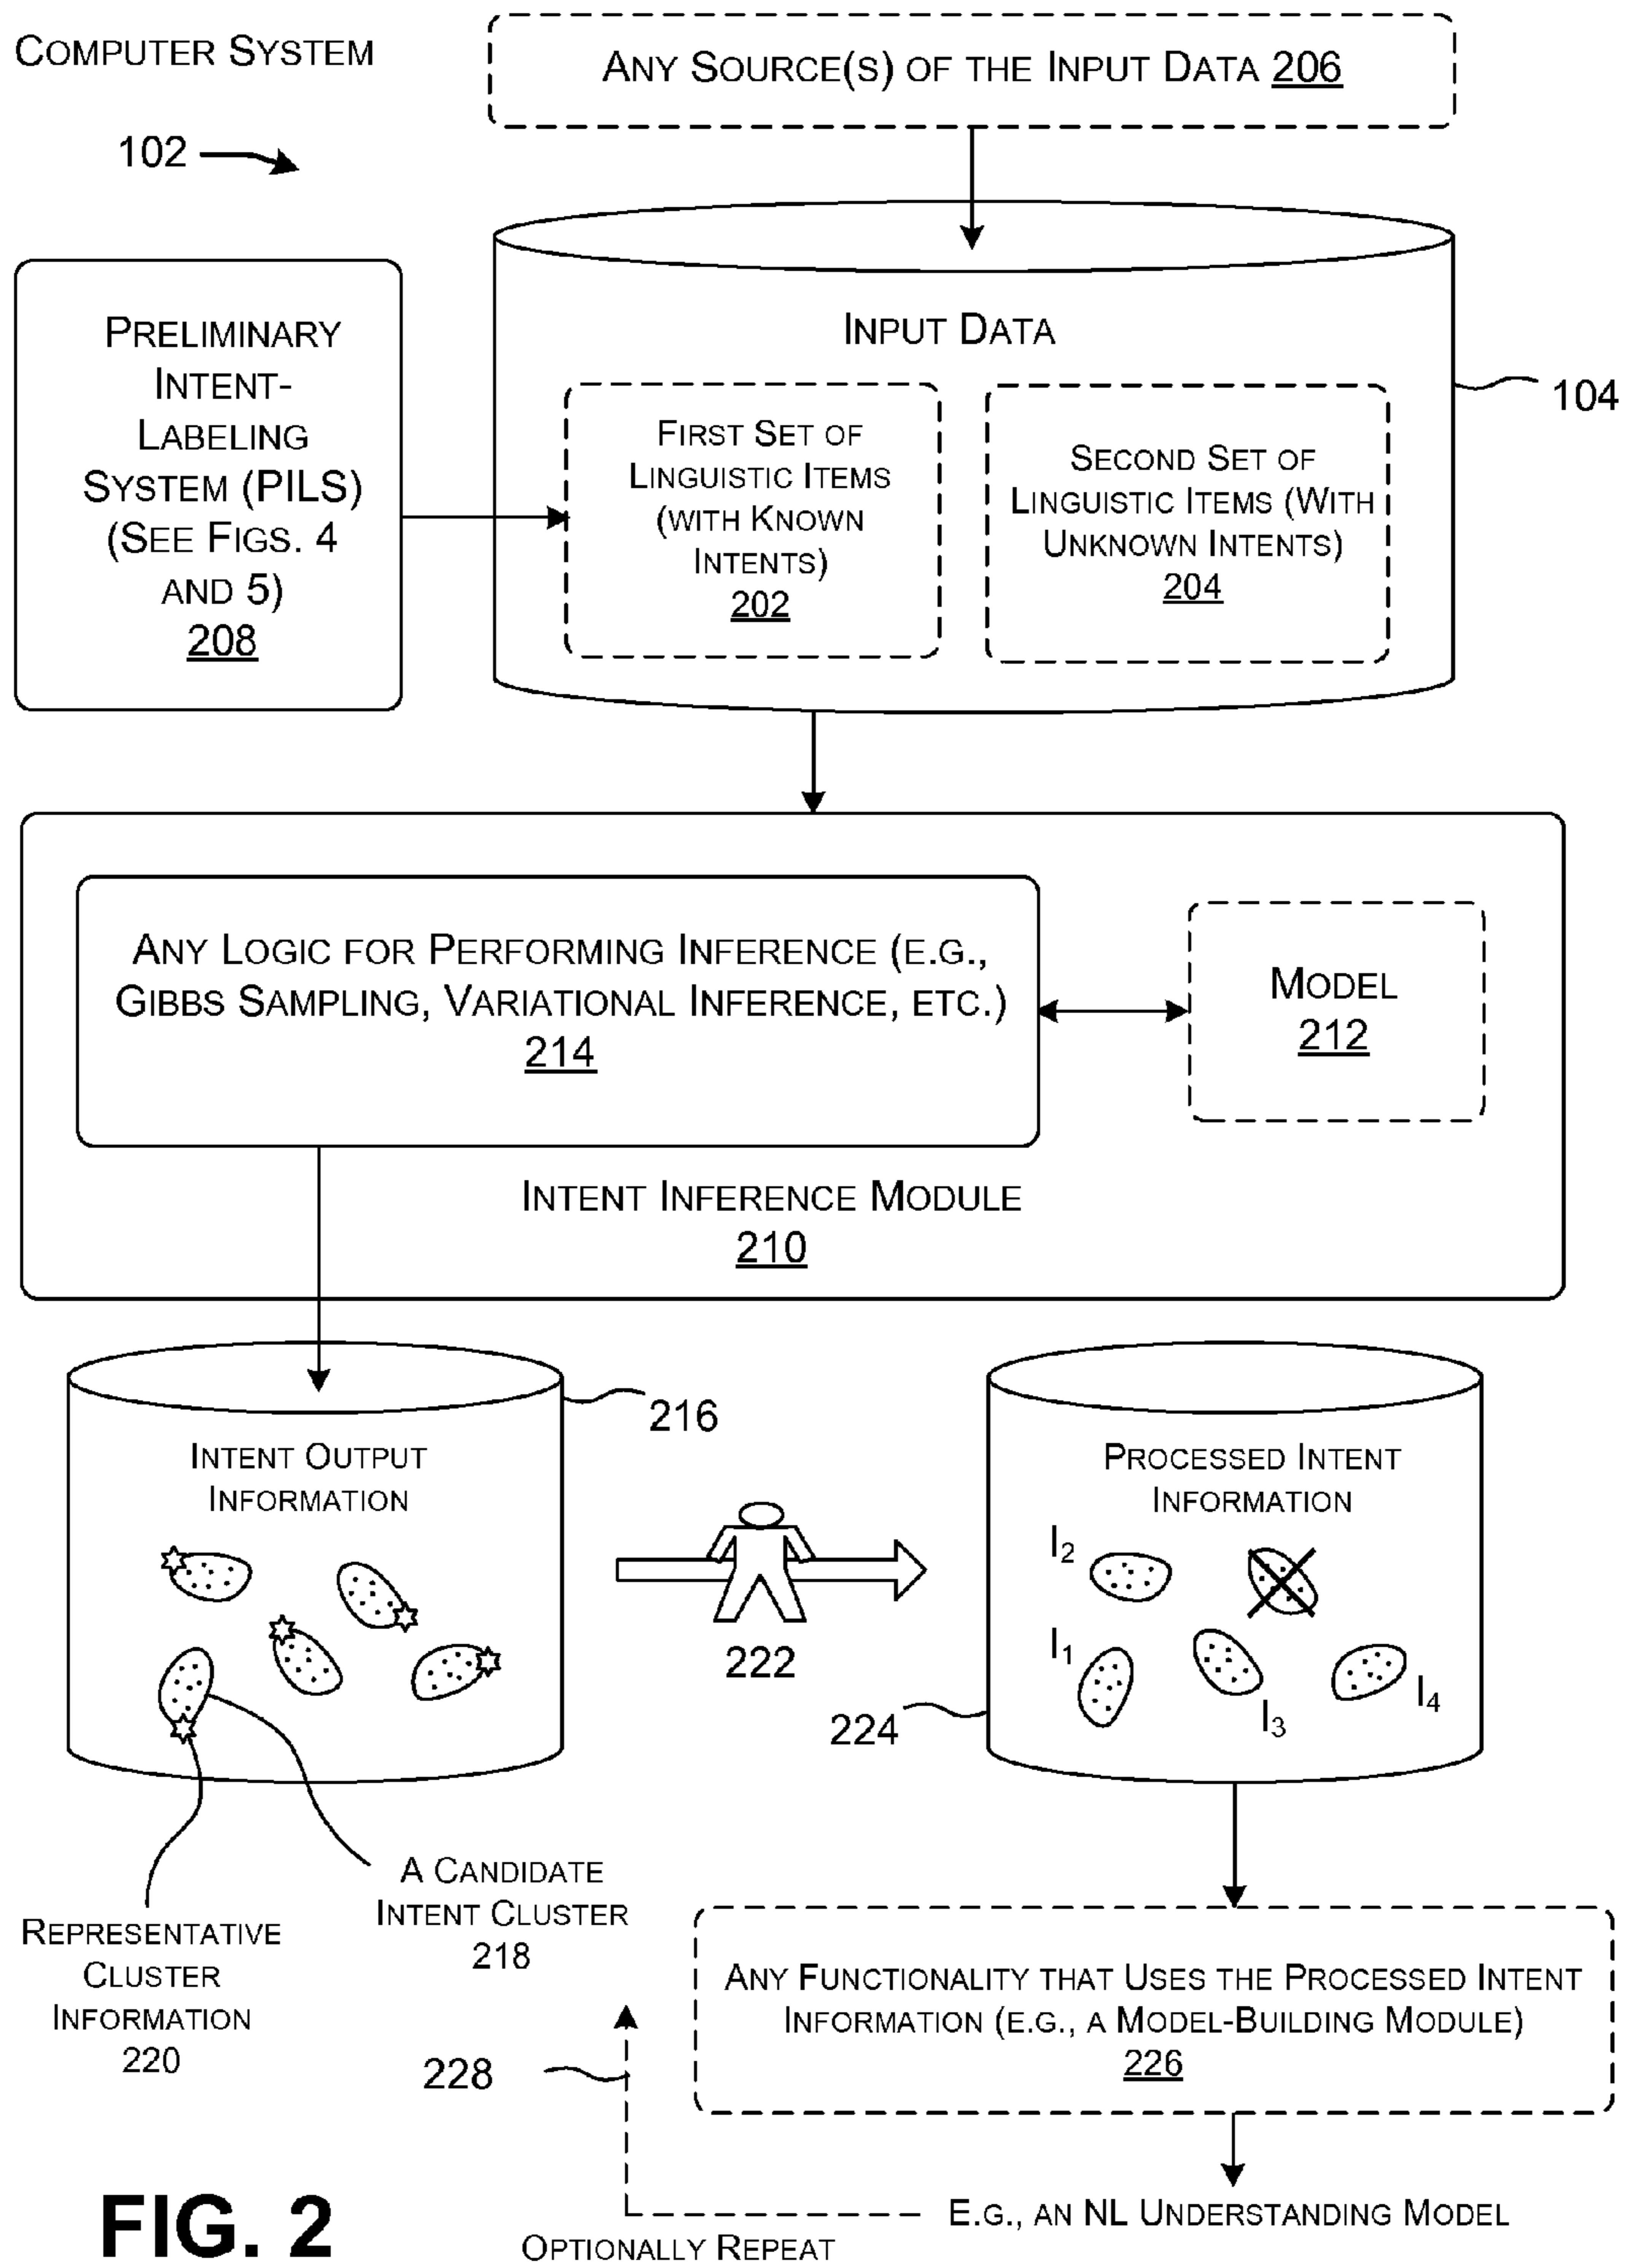 COMPUTER SYSTEM
102
ANY SOURCE(S) OF THE INPUT DATA 206
PRELIMINARY
INTENT-
LABELING
SYSTEM (PILS)
(SEE FIGS. 4
AND 5)
208
INPUT DATA
104
FIRST SET OF
LINGUISTIC ITEMS
(WITH KNOWN
INTENTS)
202
SECOND SET OF
LINGUISTIC ITEMS (WITH
UNKNOWN INTENTS)
204
ANY LOGIC FOR PERFORMING INFERENCE (E.G.,
GIBBS SAMPLING, VARIATIONAL INFERENCE, ETC.)
214
MODEL
212
INTENT INFERENCE MODULE
210
216
INTENT OUTPUT
INFORMATION
222
PROCESSED INTENT
INFORMATION
I2
I1
I3
I4
224
A CANDIDATE
INTENT CLUSTER
218
REPRESENTATIVE
CLUSTER
INFORMATION
220
ANY FUNCTIONALITY THAT USES THE PROCESSED INTENT
INFORMATION (E.G., A MODEL-BUILDING MODULE)
226
228
E.G., AN NL UNDERSTANDING MODEL
OPTIONALLY REPEAT
FIG. 2